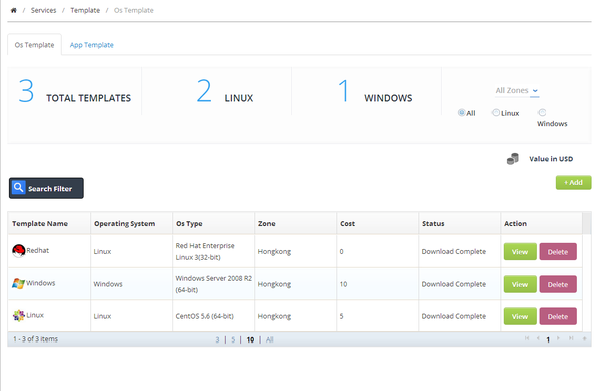 / Services / Template / Os Template
Os Template App Template
3 TOTAL TEMPLATES 2 LINUX 1 WINDOWS
All Zones
All Linux Windows
Value in USD
Search Filter
+ Add
Template Name Operating System Os Type Zone Cost Status Action
Redhat Linux Red Hat Enterprise Linux 3(32-bit) Hongkong 0 Download Complete View Delete
Windows Windows Windows Server 2008 R2 (64-bit) Hongkong 10 Download Complete View Delete
Linux Linux CentOS 5.6 (64-bit) Hongkong 5 Download Complete View Delete
1 - 3 of 3 items 3 | 5 | 10 | All 1